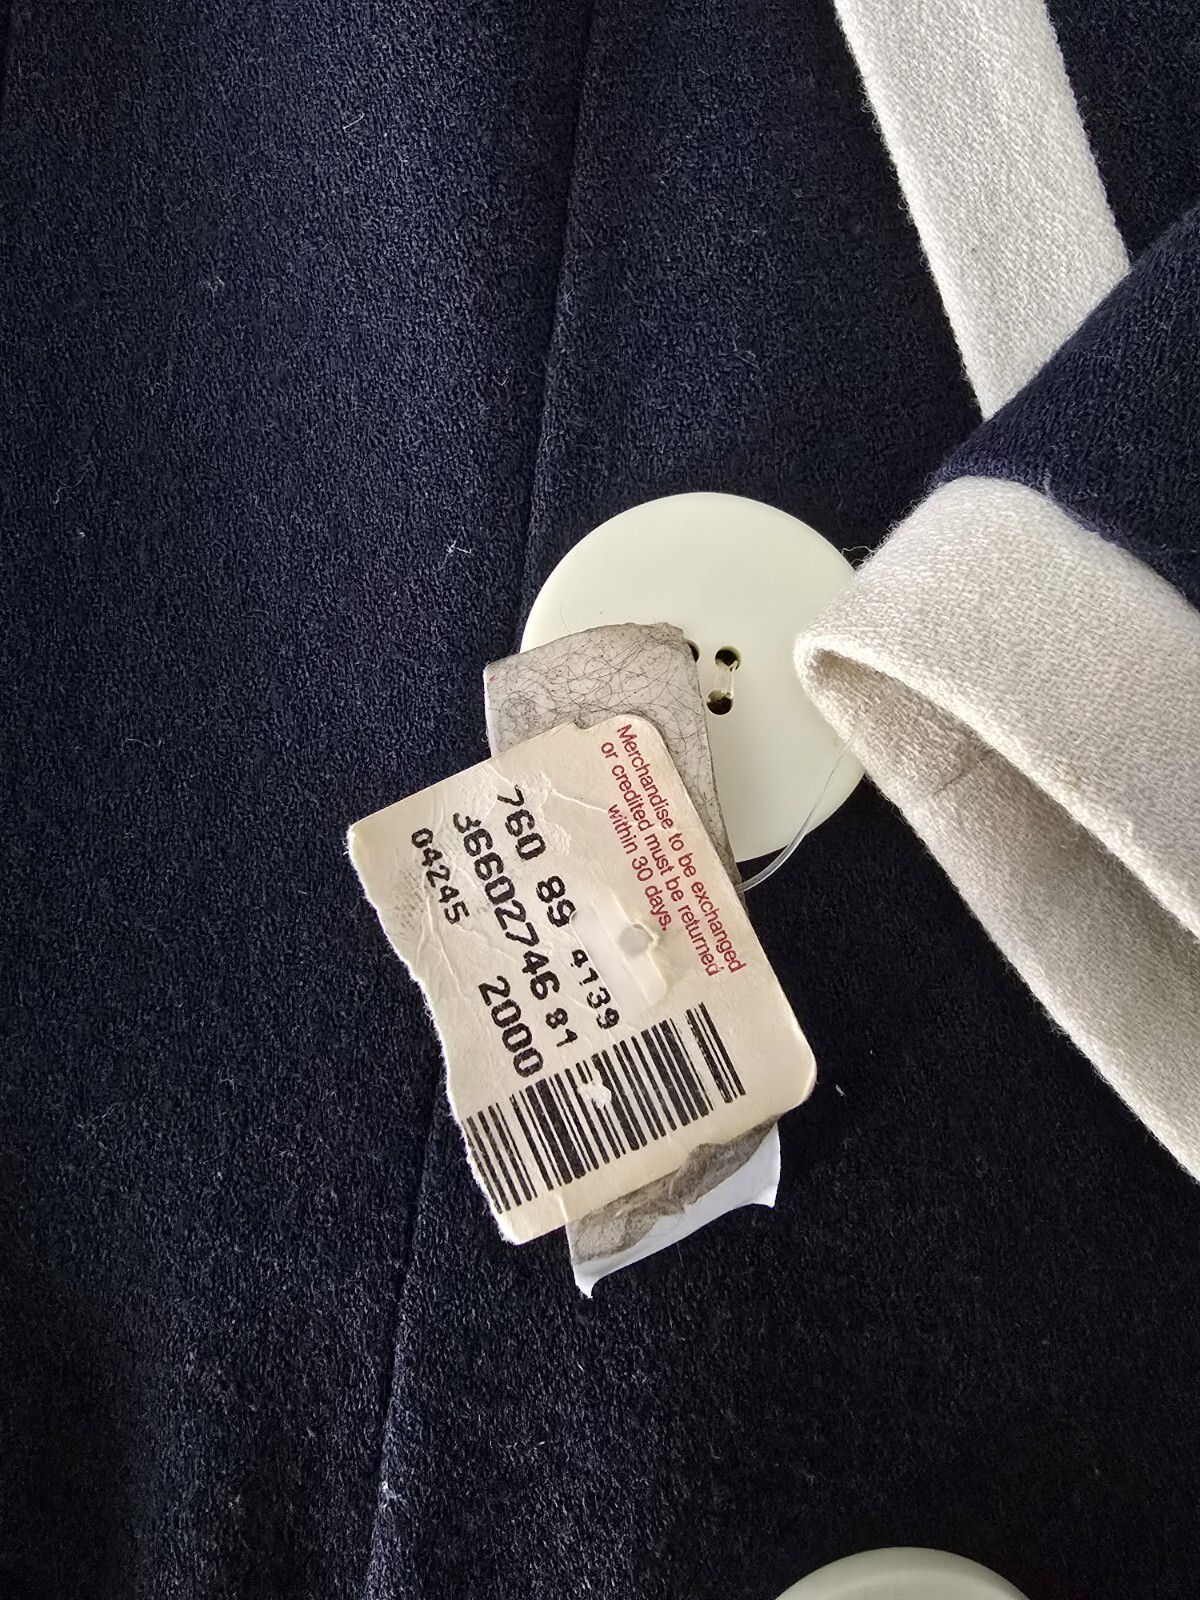 Merchandise to be exchanged
or credited must be returned
within 30 days.
760 89 4139
36602746 81
04245 2000